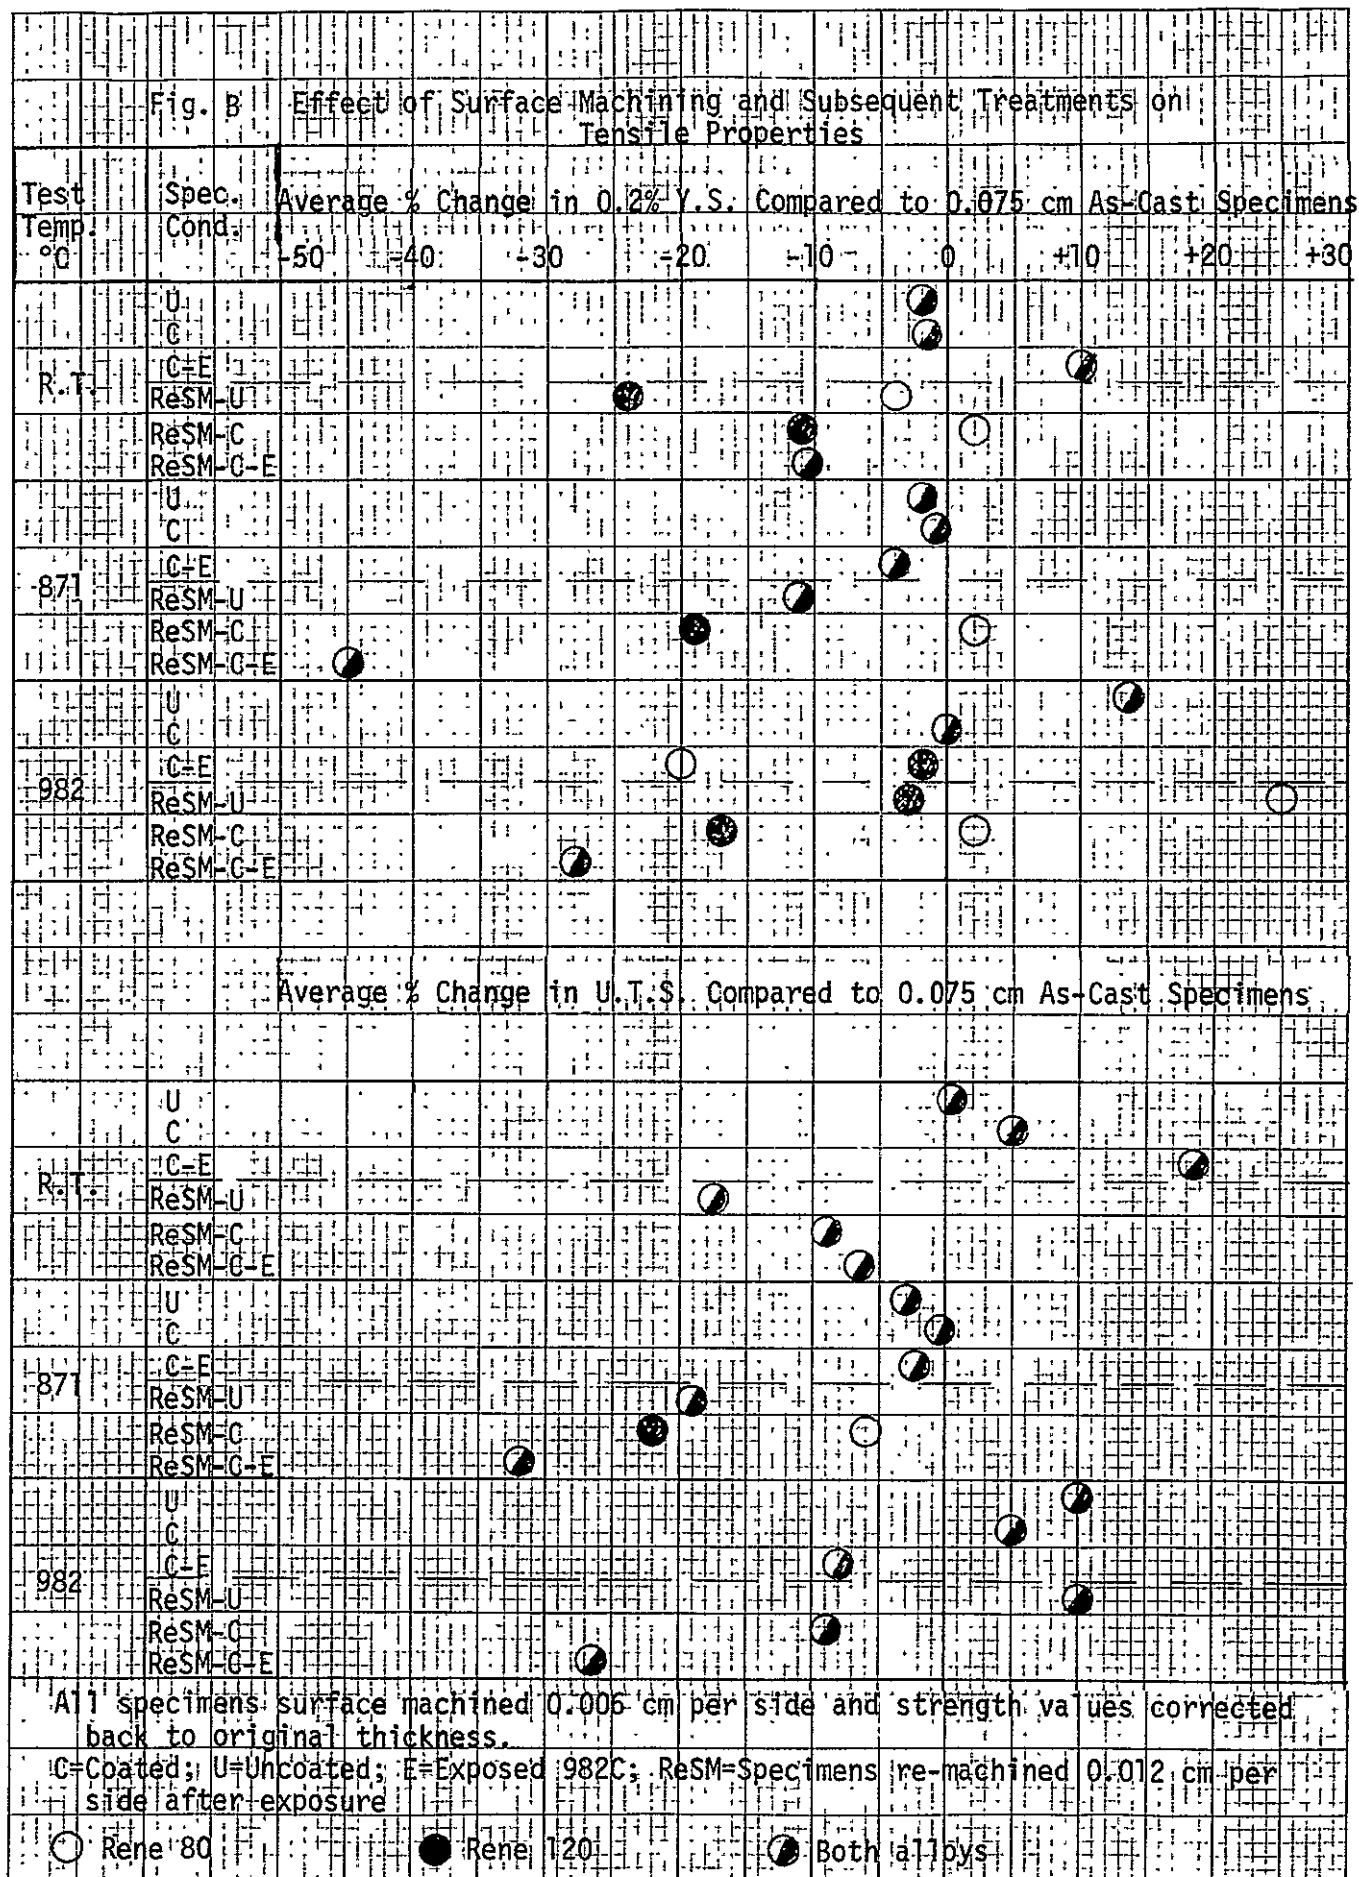 Fig. B Effect of Surface Machining and Subsequent Treatments on
Tensile Properties
Test Spec. Average % Change in 0.2% Y.S. Compared to 0.075 cm As-Cast Specimens
Temp. Cond.
°C -50 -40 -30 -20 -10 0 +10 +20 +30
U
C
C-E
R.T.
ReSM-U
ReSM-C
ReSM-C-E
U
C
C-E
871
ReSM-U
ReSM-C
ReSM-C-E
U
C
C-E
982
ReSM-U
ReSM-C
ReSM-C-E
Average % Change in U.T.S. Compared to 0.075 cm As-Cast Specimens
U
C
C-E
R.T.
ReSM-U
ReSM-C
ReSM-C-E
U
C
C-E
871
ReSM-U
ReSM-C
ReSM-C-E
U
C
C-E
982
ReSM-U
ReSM-C
ReSM-C-E
All specimens surface machined 0.006 cm per side and strength values corrected
back to original thickness.
C=Coated; U=Uncoated; E=Exposed 982C; ReSM=Specimens re-machined 0.012 cm per
side after exposure
Rene 80 Rene 120 Both alloys